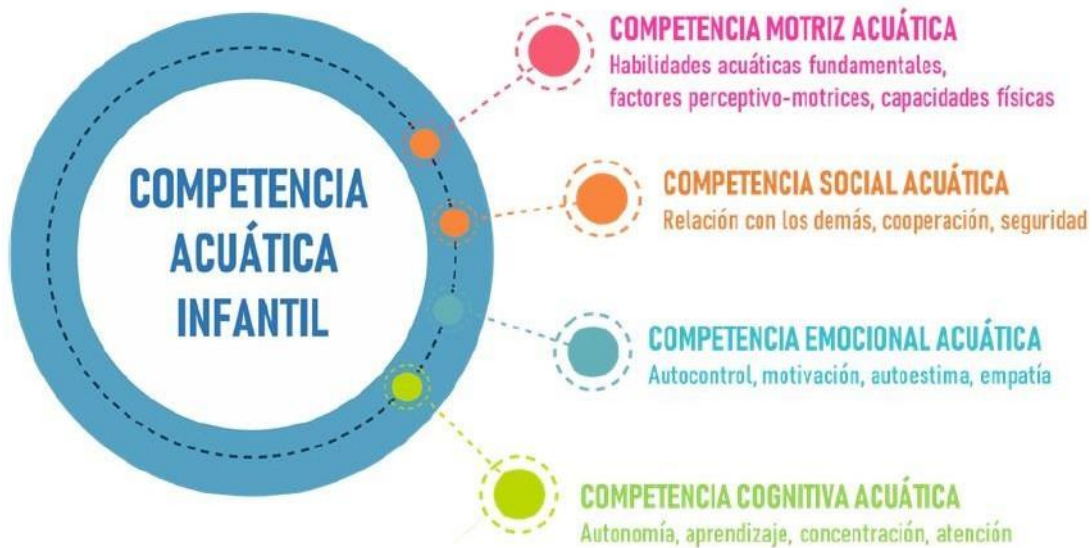 COMPETENCIA
ACUÁTICA
INFANTIL
COMPETENCIA MOTRIZ ACUÁTICA
Habilidades acuáticas fundamentales,
factores perceptivo-motrices, capacidades físicas
COMPETENCIA SOCIAL ACUÁTICA
Relación con los demás, cooperación, seguridad
COMPETENCIA EMOCIONAL ACUÁTICA
Autocontrol, motivación, autoestima, empatía
COMPETENCIA COGNITIVA ACUÁTICA
Autonomía, aprendizaje, concentración, atención